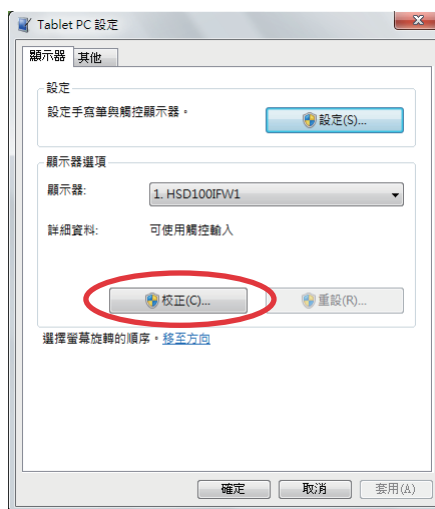 Tablet PC 設定
顯示器 其他
設定
設定手寫筆與觸控顯示器。
設定(S)...
顯示器選項
顯示器: 1. HSD100IFW1
詳細資料: 可使用觸控輸入
校正(C)... 重設(R)...
選擇螢幕旋轉的順序。移至方向
確定 取消 套用(A)